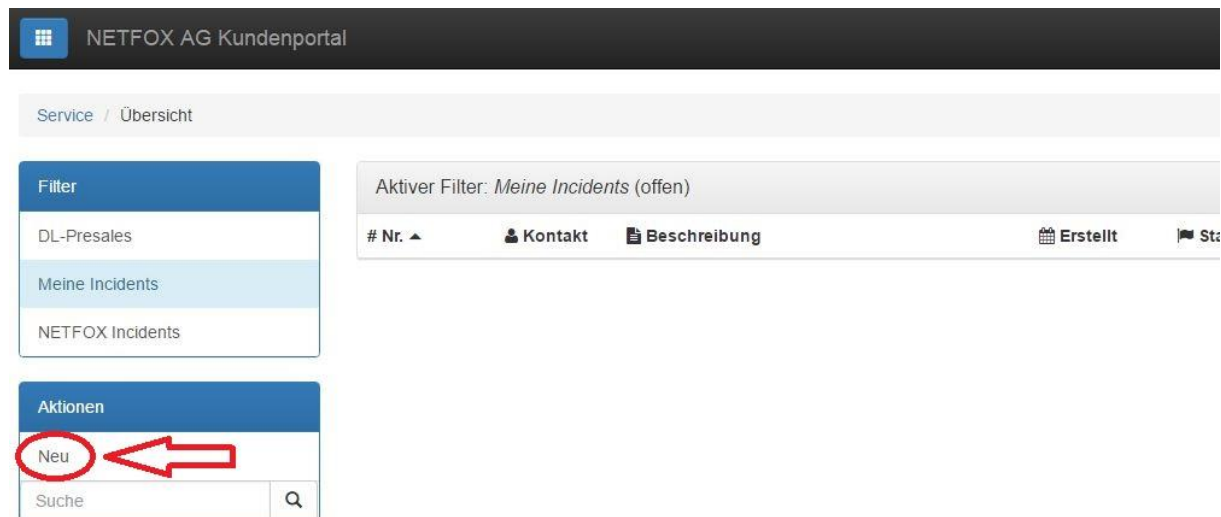 NETFOX AG Kundenportal
Service / Übersicht
Filter
DL-Presales
Meine Incidents
NETFOX Incidents
Aktiver Filter: Meine Incidents (offen)
# Nr. Kontakt Beschreibung Erstellt
Aktionen
Neu
Suche